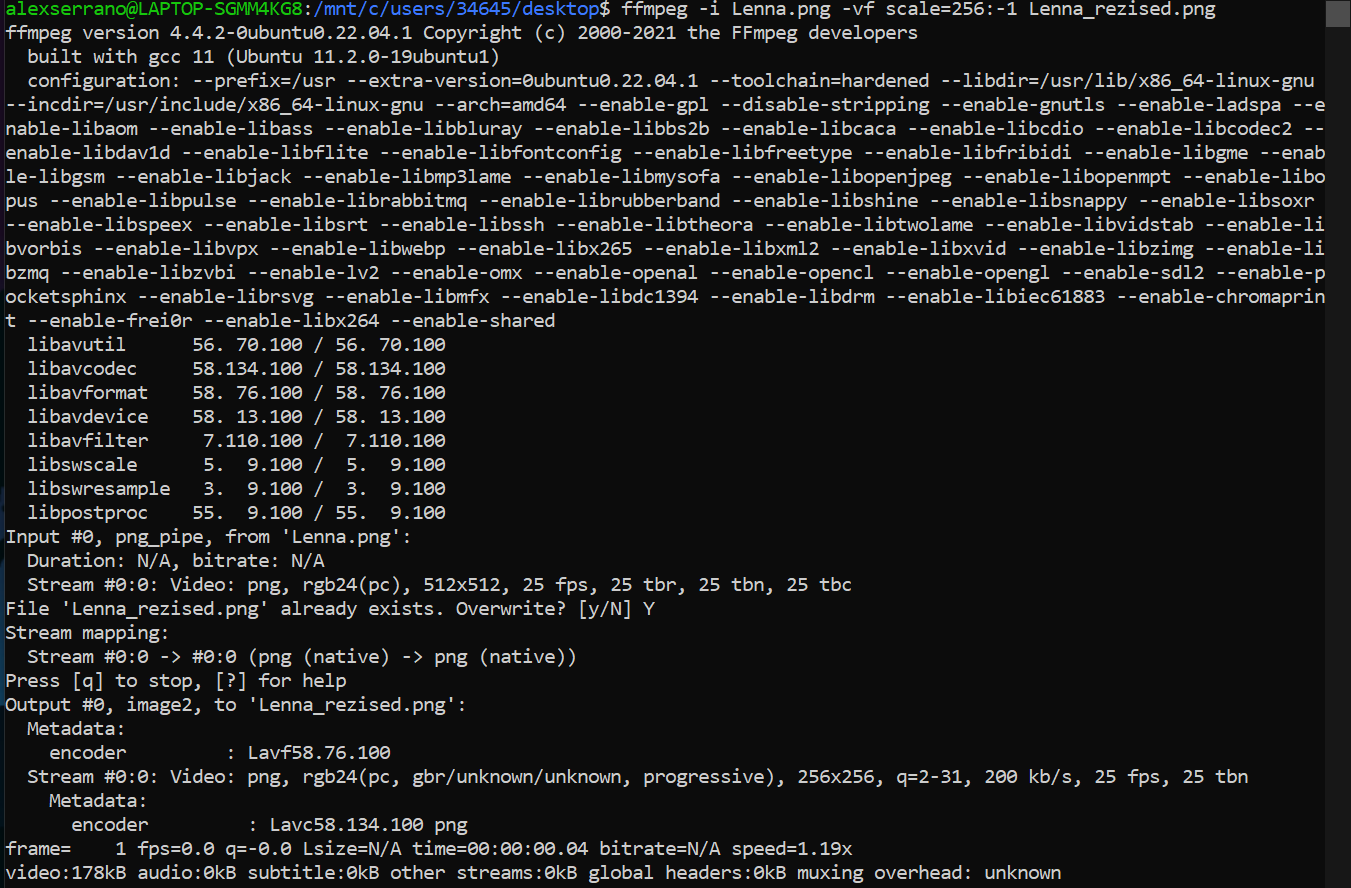 alexserrano@LAPTOP-SGMM4KG8:/mnt/c/users/34645/desktop$ ffmpeg -i Lenna.png -vf scale=256:-1 Lenna_rezised.png
ffmpeg version 4.4.2-0ubuntu0.22.04.1 Copyright (c) 2000-2021 the FFmpeg developers
  built with gcc 11 (Ubuntu 11.2.0-19ubuntu1)
  configuration: --prefix=/usr --extra-version=0ubuntu0.22.04.1 --toolchain=hardened --libdir=/usr/lib/x86_64-linux-gnu
--incdir=/usr/include/x86_64-linux-gnu --arch=amd64 --enable-gpl --disable-stripping --enable-gnutls --enable-ladspa --e
nable-libaom --enable-libass --enable-libbluray --enable-libbs2b --enable-libcaca --enable-libcdio --enable-libcodec2 --
enable-libdav1d --enable-libflite --enable-libfontconfig --enable-libfreetype --enable-libfribidi --enable-libgme --enab
le-libgsm --enable-libjack --enable-libmp3lame --enable-libmysofa --enable-libopenjpeg --enable-libopenmpt --enable-libo
pus --enable-libpulse --enable-librabbitmq --enable-librubberband --enable-libshine --enable-libsnappy --enable-libsoxr
--enable-libspeex --enable-libsrt --enable-libssh --enable-libtheora --enable-libtwolame --enable-libvidstab --enable-li
bvorbis --enable-libvpx --enable-libwebp --enable-libx265 --enable-libxml2 --enable-libxvid --enable-libzimg --enable-li
bzmq --enable-libzvbi --enable-lv2 --enable-omx --enable-openal --enable-opencl --enable-opengl --enable-sdl2 --enable-p
ocketsphinx --enable-librsvg --enable-libmfx --enable-libdc1394 --enable-libdrm --enable-libiec61883 --enable-chromaprin
t --enable-frei0r --enable-libx264 --enable-shared
  libavutil      56. 70.100 / 56. 70.100
  libavcodec     58.134.100 / 58.134.100
  libavformat    58. 76.100 / 58. 76.100
  libavdevice    58. 13.100 / 58. 13.100
  libavfilter     7.110.100 /  7.110.100
  libswscale      5.  9.100 /  5.  9.100
  libswresample   3.  9.100 /  3.  9.100
  libpostproc    55.  9.100 / 55.  9.100
Input #0, png_pipe, from 'Lenna.png':
  Duration: N/A, bitrate: N/A
  Stream #0:0: Video: png, rgb24(pc), 512x512, 25 fps, 25 tbr, 25 tbn, 25 tbc
File 'Lenna_rezised.png' already exists. Overwrite? [y/N] Y
Stream mapping:
  Stream #0:0 -> #0:0 (png (native) -> png (native))
Press [q] to stop, [?] for help
Output #0, image2, to 'Lenna_rezised.png':
  Metadata:
    encoder         : Lavf58.76.100
  Stream #0:0: Video: png, rgb24(pc, gbr/unknown/unknown, progressive), 256x256, q=2-31, 200 kb/s, 25 fps, 25 tbn
    Metadata:
      encoder         : Lavc58.134.100 png
frame=    1 fps=0.0 q=-0.0 Lsize=N/A time=00:00:00.04 bitrate=N/A speed=1.19x
video:178kB audio:0kB subtitle:0kB other streams:0kB global headers:0kB muxing overhead: unknown